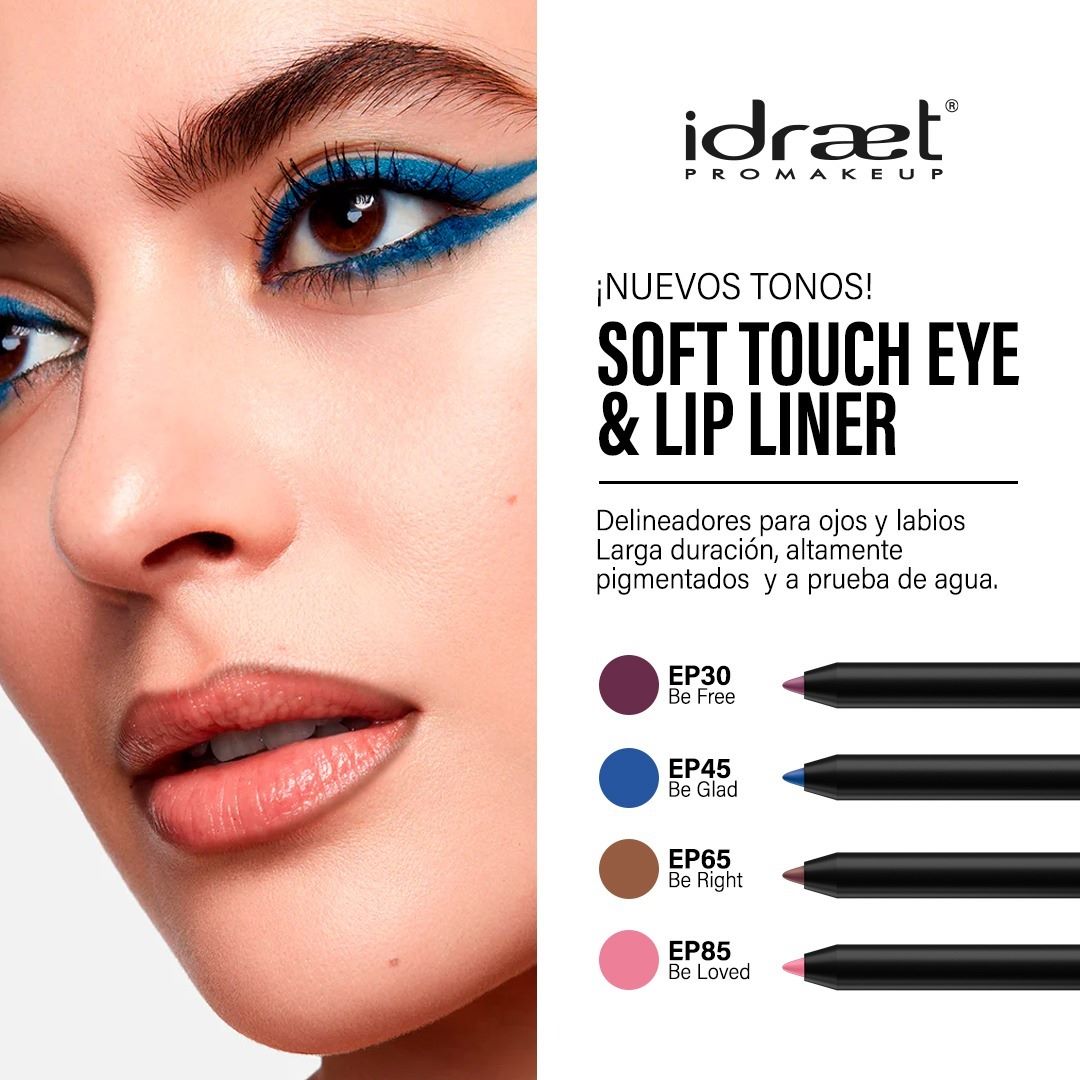 idraet®
PROMAKEUP
¡NUEVOS TONOS!
SOFT TOUCH EYE
& LIP LINER
Delineadores para ojos y labios
Larga duración, altamente
pigmentados y a prueba de agua.
EP30
Be Free
EP45
Be Glad
EP65
Be Right
EP85
Be Loved